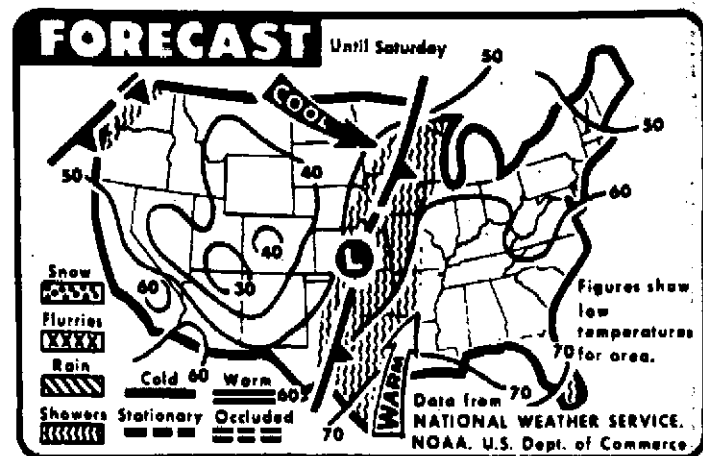 FORECAST
Until Saturday
50
COOL
50
40
50
60
40
30
60
60
L
Snow
Flurries
Rain
Showers
Cold
Warm
Stationary
Occluded
60s
70
WARM
70
70
Figures show
low
temperatures
for area.
Data from
NATIONAL WEATHER SERVICE,
NOAA, U.S. Dept. of Commerce